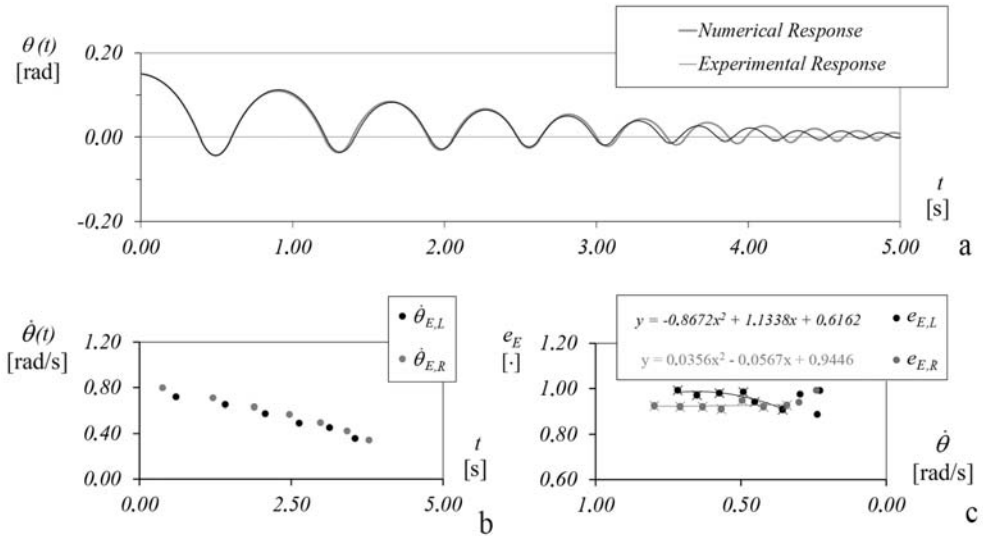 θ (t)
[rad]
0,20
0.00
-0.20
Numerical Response
Experimental Response
t
[s]
0.00 1.00 2.00 3.00 4.00 5.00
a
θ̇(t)
[rad/s]
1.20
0.80
0.40
0.00
θ̇E,L
θ̇E,R
t
[s]
0.00 2.50 5.00
b
eE
[·]
1.20
1.00
0.80
0.60
y = -0.8672x² + 1.1338x + 0.6162
y = 0,0356x² - 0,0567x + 0,9446
eE,L
eE,R
θ̇
[rad/s]
1.00 0.50 0.00
c